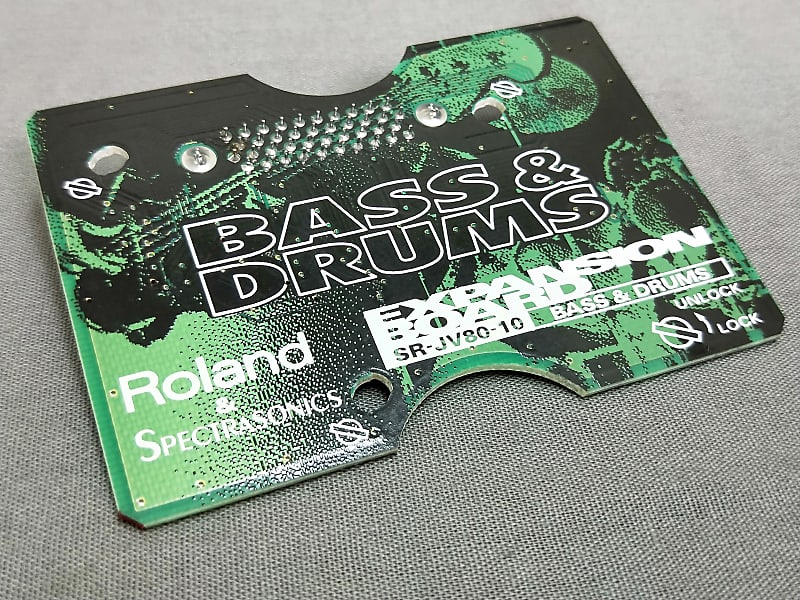 BASS &
DRUMS
EXPANSION
BOARD
SR-JV80-10
BASS & DRUMS
UNLOCK
LOCK
Roland
&
SPECTRASONICS